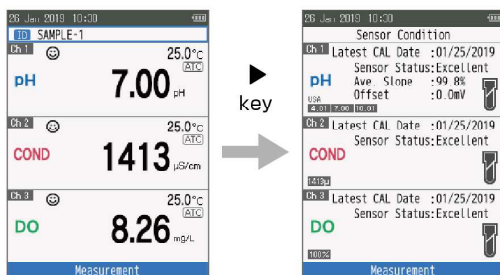 26 Jan 2019 10:00
ID SAMPLE-1
Ch 1
25.0°C
ATC
pH
7.00 pH
Ch 2
25.0°C
ATC
COND
1413 µS/cm
Ch 3
25.0°C
ATC
DO
8.26 mg/L
Measurement
key
26 Jan 2019 10:00
Sensor Condition
Ch 1 Latest CAL Date :01/25/2019
Sensor Status:Excellent
pH Ave. Slope :99.8%
Offset :0.0mV
USA
4.01 7.00 10.01
Ch 2 Latest CAL Date :01/25/2019
Sensor Status:Excellent
COND
1413µ
Ch 3 Latest CAL Date :01/25/2019
Sensor Status:Excellent
DO
100%
Measurement